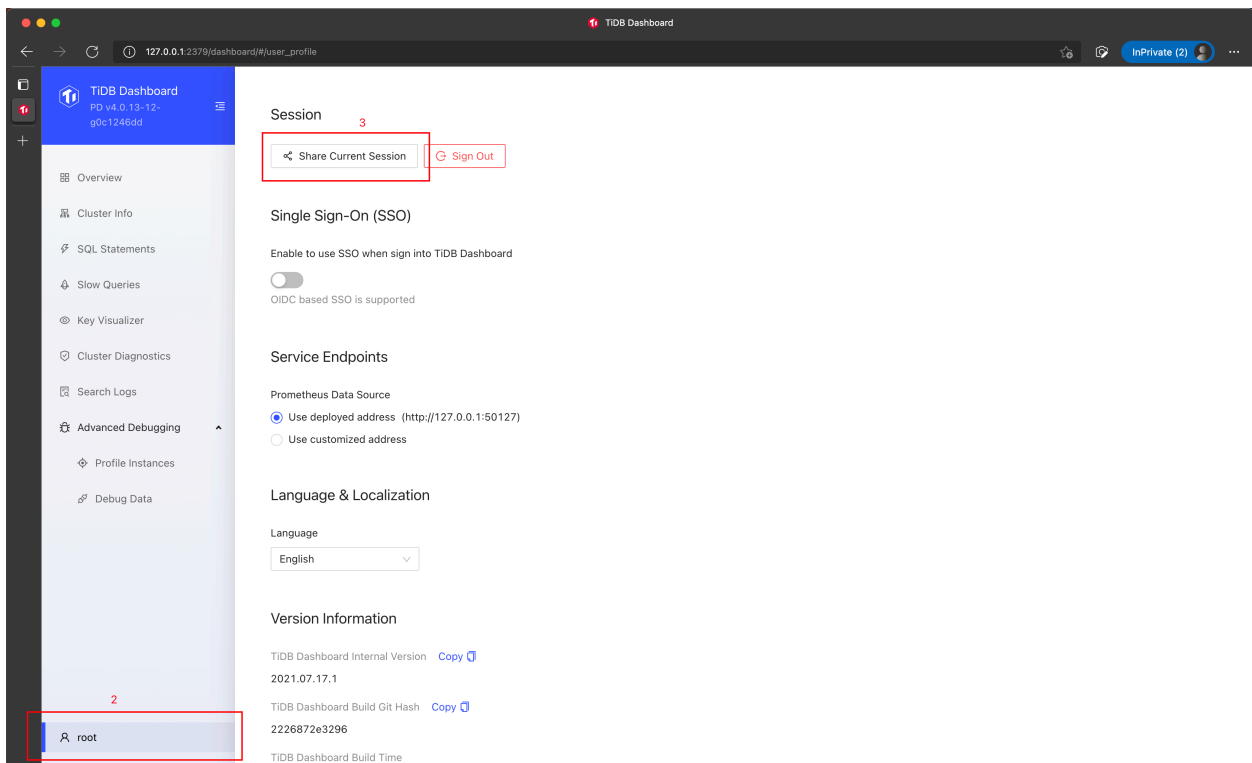 TiDB Dashboard
127.0.0.1:2379/dashboard/#/user_profile
InPrivate (2)
TiDB Dashboard
PD v4.0.13-12-
g0c1246dd
Overview
Cluster Info
SQL Statements
Slow Queries
Key Visualizer
Cluster Diagnostics
Search Logs
Advanced Debugging
Profile Instances
Debug Data
2
root
Session
3
Share Current Session
Sign Out
Single Sign-On (SSO)
Enable to use SSO when sign into TiDB Dashboard
OIDC based SSO is supported
Service Endpoints
Prometheus Data Source
Use deployed address (http://127.0.0.1:50127)
Use customized address
Language & Localization
Language
English
Version Information
TiDB Dashboard Internal Version Copy
2021.07.17.1
TiDB Dashboard Build Git Hash Copy
2226872e3296
TiDB Dashboard Build Time